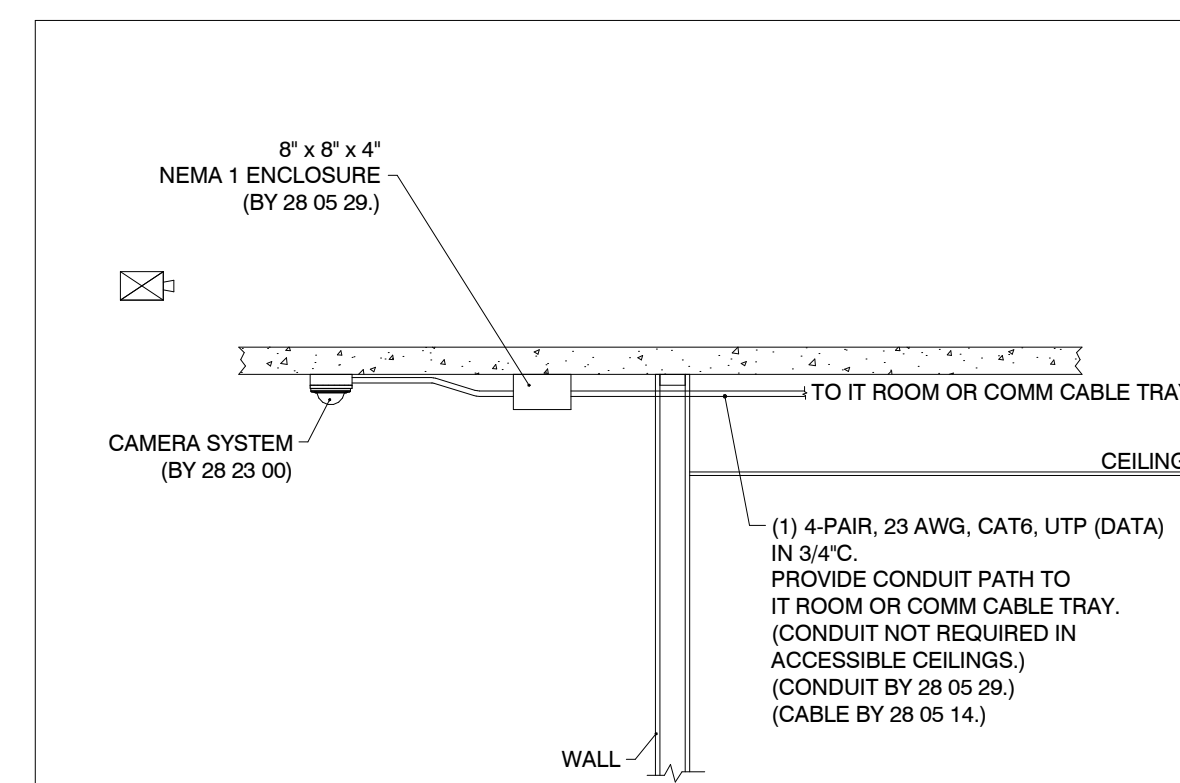 8" x 8" x 4"
NEMA 1 ENCLOSURE
(BY 28 05 29.)
TO IT ROOM OR COMM CABLE
CAMERA SYSTEM
(BY 28 23 00)
(1) 4-PAIR, 23 AWG, CAT6, UTP (DATA)
IN 3/4"C.
PROVIDE CONDUIT PATH TO
IT ROOM OR COMM CABLE TRAY.
(CONDUIT NOT REQUIRED IN
ACCESSIBLE CEILINGS.)
(CONDUIT BY 28 05 29.)
(CABLE BY 28 05 14.)
WALL